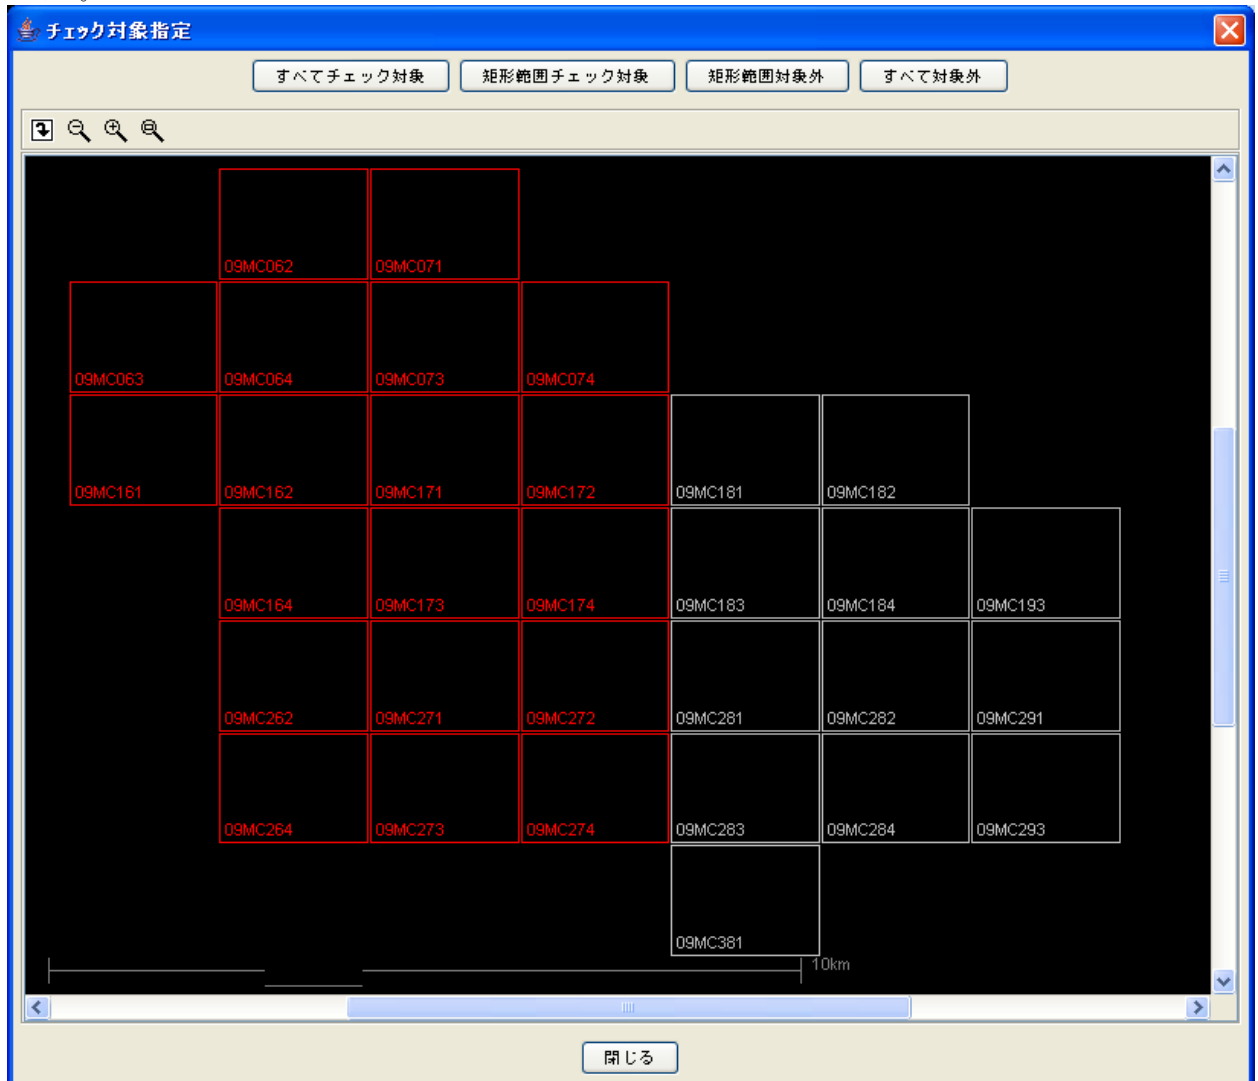 チェック対象指定
すべてチェック対象 矩形範囲チェック対象 矩形範囲対象外 すべて対象外
09MC062 09MC071
09MC063 09MC064 09MC073 09MC074
09MC161 09MC162 09MC171 09MC172 09MC181 09MC182
09MC164 09MC173 09MC174 09MC183 09MC184 09MC193
09MC262 09MC271 09MC272 09MC281 09MC282 09MC291
09MC264 09MC273 09MC274 09MC283 09MC284 09MC293
09MC381
10km
閉じる